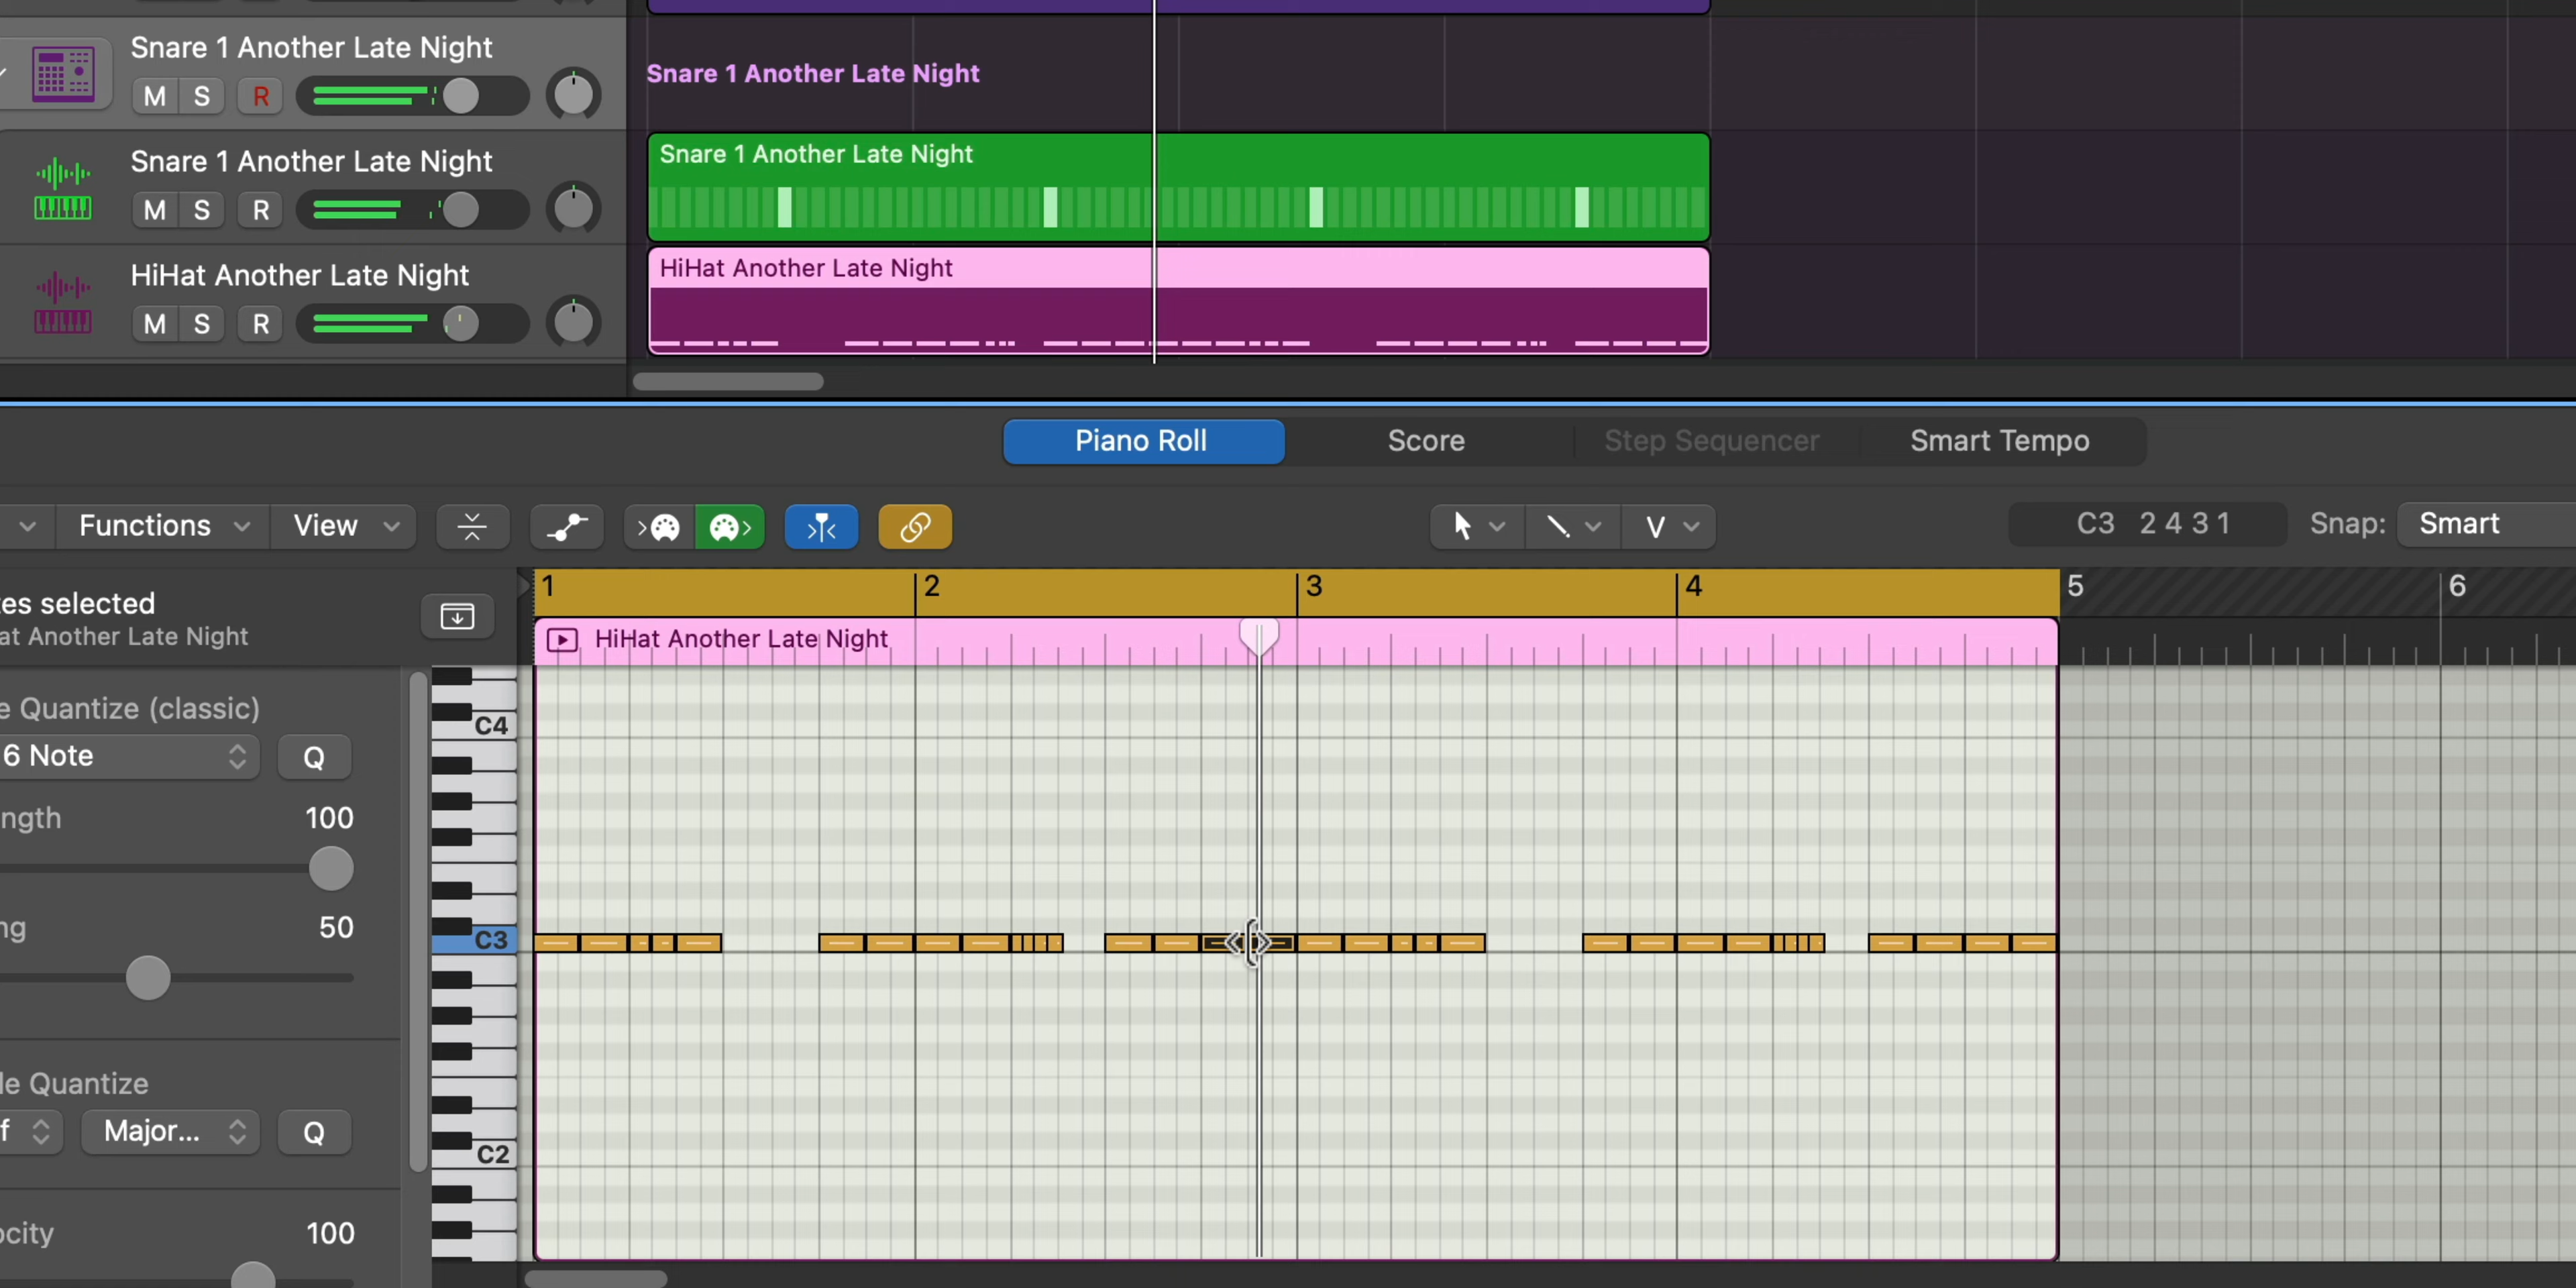 Snare 1 Another Late Night
M S R
Snare 1 Another Late Night
Snare 1 Another Late Night
M S R
Snare 1 Another Late Night
HiHat Another Late Night
M S R
HiHat Another Late Night
Piano Roll Score Step Sequencer Smart Tempo
Functions View
C3 2 4 3 1 Snap: Smart
1 2 3 4 5 6
es selected
at Another Late Night
HiHat Another Late Night
e Quantize (classic)
6 Note Q
ngth 100
ng 50
le Quantize
f Major... Q
ocity 100
C4
C3
C2